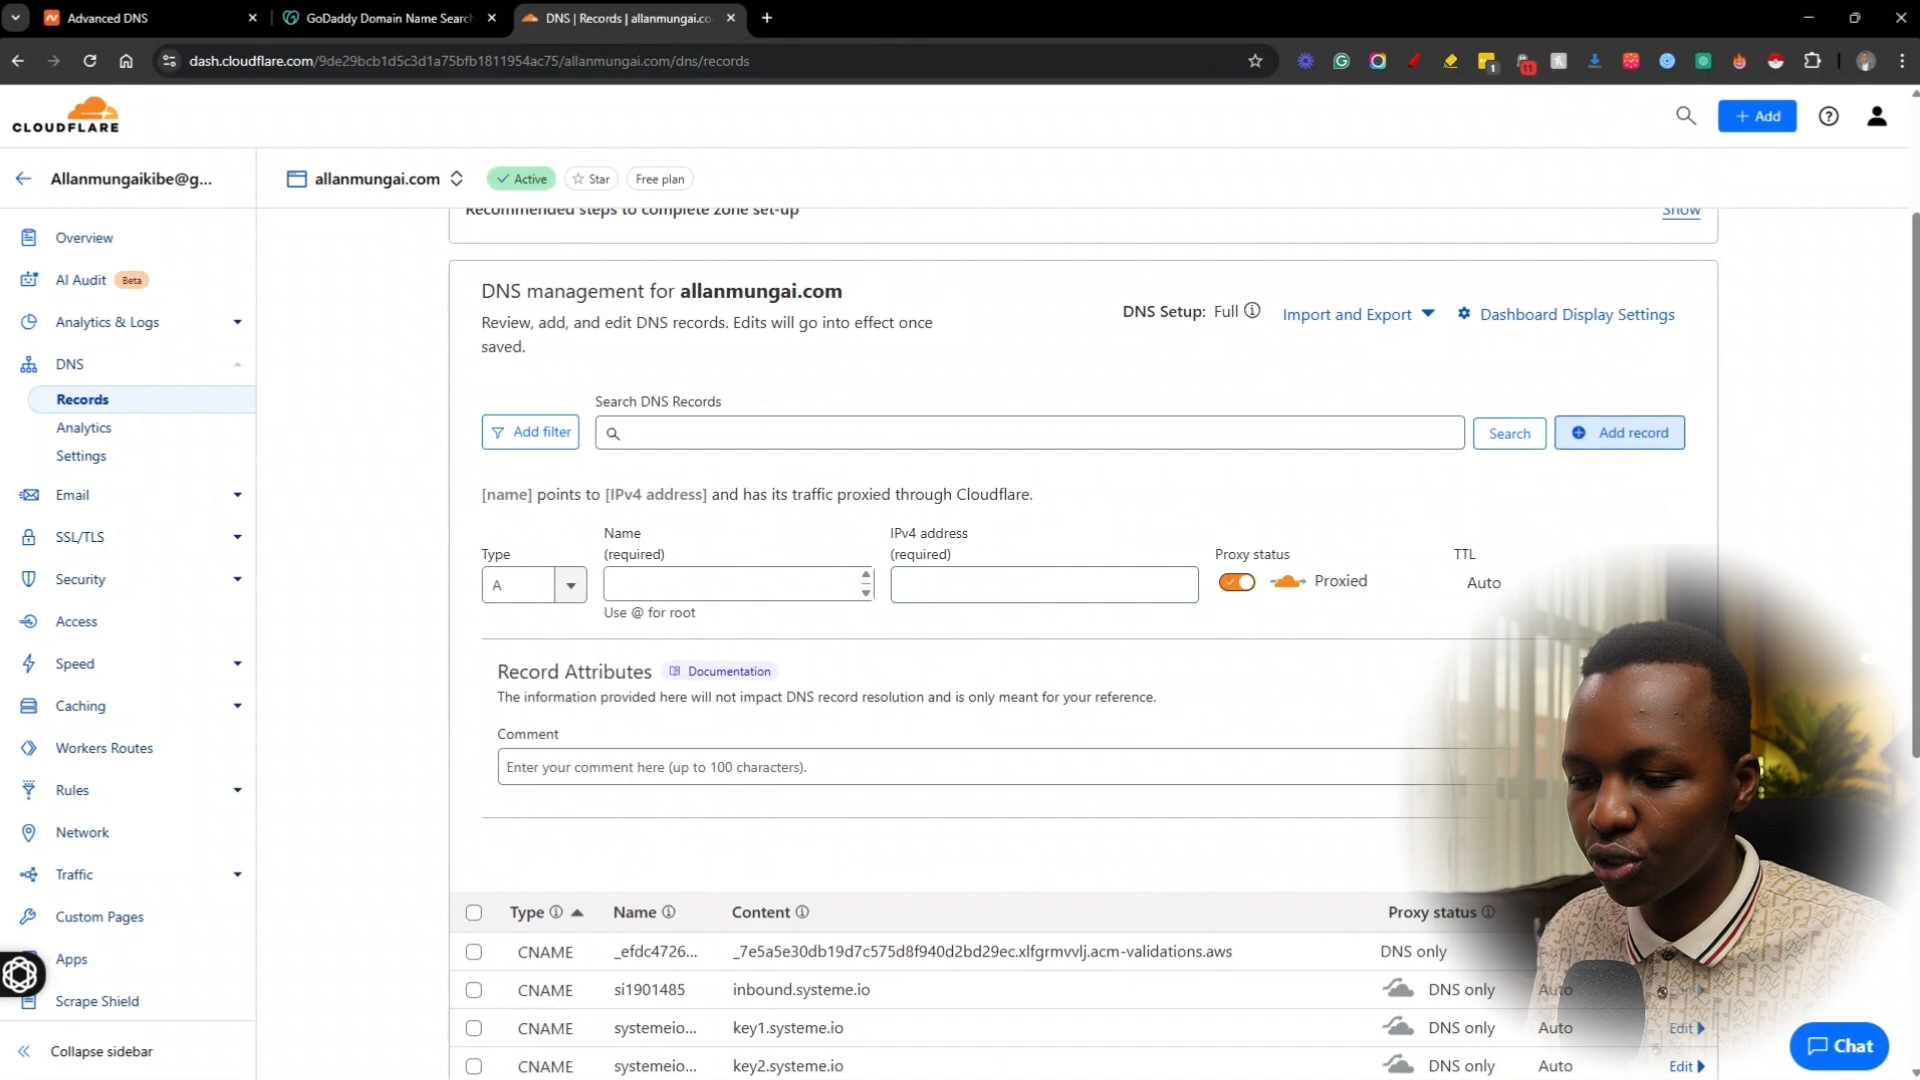 Advanced DNS
GoDaddy Domain Name Search
DNS | Records | allanmungai.co
dash.cloudflare.com/9de29bcb1d5c3d1a75bfb1811954ac75/allanmungai.com/dns/records
1
11
CLOUDFLARE
Add
Allanmungaikibe@g...
allanmungai.com
Active
Star
Free plan
Recommended steps to complete zone set-up
Show
Overview
AI Audit
Beta
Analytics & Logs
DNS
Records
Analytics
Settings
Email
SSL/TLS
Security
Access
Speed
Caching
Workers Routes
Rules
Network
Traffic
Custom Pages
Apps
Scrape Shield
Collapse sidebar
DNS management for allanmungai.com
Review, add, and edit DNS records. Edits will go into effect once
saved.
DNS Setup: Full
Import and Export
Dashboard Display Settings
Search DNS Records
Add filter
Search
Add record
[name] points to [IPv4 address] and has its traffic proxied through Cloudflare.
Type
Name
(required)
IPv4 address
(required)
Proxy status
TTL
A
Proxied
Auto
Use @ for root
Record Attributes
Documentation
The information provided here will not impact DNS record resolution and is only meant for your reference.
Comment
Enter your comment here (up to 100 characters).
Type
Name
Content
Proxy status
CNAME
_efdc4726...
_7e5a5e30db19d7c575d8f940d2bd29ec.xlfgrmvvlj.acm-validations.aws
DNS only
CNAME
si1901485
inbound.systeme.io
DNS only
Auto
CNAME
systemeio...
key1.systeme.io
DNS only
Auto
Edit
CNAME
systemeio...
key2.systeme.io
DNS only
Auto
Edit
Chat